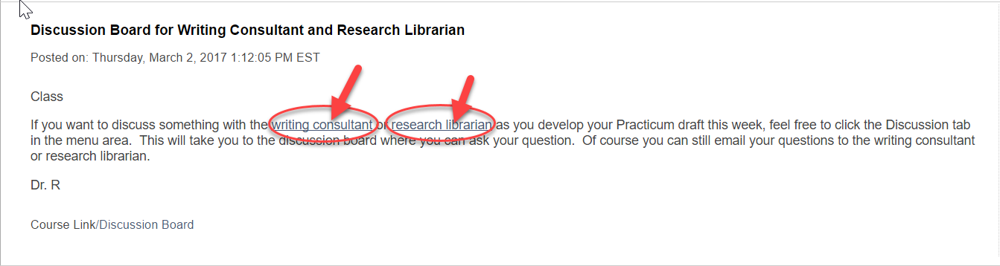 Discussion Board for Writing Consultant and Research Librarian
Posted on: Thursday, March 2, 2017 1:12:05 PM EST
Class
If you want to discuss something with the writing consultant or research librarian as you develop your Practicum draft this week, feel free to click the Discussion tab
in the menu area.  This will take you to the discussion board where you can ask your question.  Of course you can still email your questions to the writing consultant
or research librarian.
Dr. R
Course Link/Discussion Board